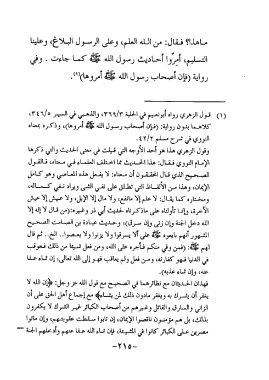 ما هذا؟ فقال: من الله العلم، وعلى الرسول البلاغ، وعلينا
التسليم، أمِرّوا أحاديث رسول الله ﷺ كما جاءت . وفي
رواية (فإن أصحاب رسول الله ﷺ أمروها)(١).
(١) قول الزهري رواه أبو نعيم في الحلية ٣٦٩/٣، والذهبي في السير ٣٤٦/٥
كلاهما بدون رواية: (فإن أصحاب رسول الله ﷺ أمروها)، وذكره بمعناه
النووي في شرح مسلم ٤٢/٢.
وقول الزهري هذا هو أحد الأوجه التي قيلت في معنى الحديث والتي ذكرها
الإمام النووي فقال: هذا الحديث مما اختلف العلماء في معناه، فالقول
الصحيح الذي قاله المحققون أن معناه: لا يفعل هذه المعاصي وهو كامل
الإيمان، وهذا من الألفاظ التي تطلق على نفي الشيء ويراد نفي كماله،
ومختاره كما يقال: لا علم إلا ما نفع، ولا مال إلا الإبل، ولا عيش إلا عيش
الآخرة، وإنما تأولناه على ما ذكرناه لحديث أبي ذر وغيره: (من قال لا إله إلا
الله دخل الجنة وإن زنى وإن سرق)، وحديث عبادة بن الصامت الصحيح
المشهور أنهم بايعوه ﷺ على ألا يسرقوا ولا يزنوا ولا يعصوا.. الخ.. ثم قال
لهم ﷺ: (فمن وفى منكم فأجره على الله، ومن فعل شيئا من ذلك فعوقب
في الدنيا فهو كفارته، ومن فعل ولم يعاقب فهو إلى الله تعالى، إن شاء عفا
عنه، وإن شاء عذبه).
فهذان الحديثان مع نظائرهما في الصحيح مع قول الله عز وجل: ﴿إن الله لا
يغفر أن يشرك به ويغفر ما دون ذلك لمن يشاء﴾ مع إجماع أهل الحق على أن
الزاني والسارق والقاتل وغيرهم من أصحاب الكبائر غير الشرك لا يكفرون
بذلك، بل هم مؤمنون ناقصوا الإيمان، إن تابوا سقطت عقوبتهم، وإن ماتوا
مصرين على الكبائر كانوا في المشيئة، فإن شاء الله عفا عنهم وأدخلهم الجنة =
-٢١٥-